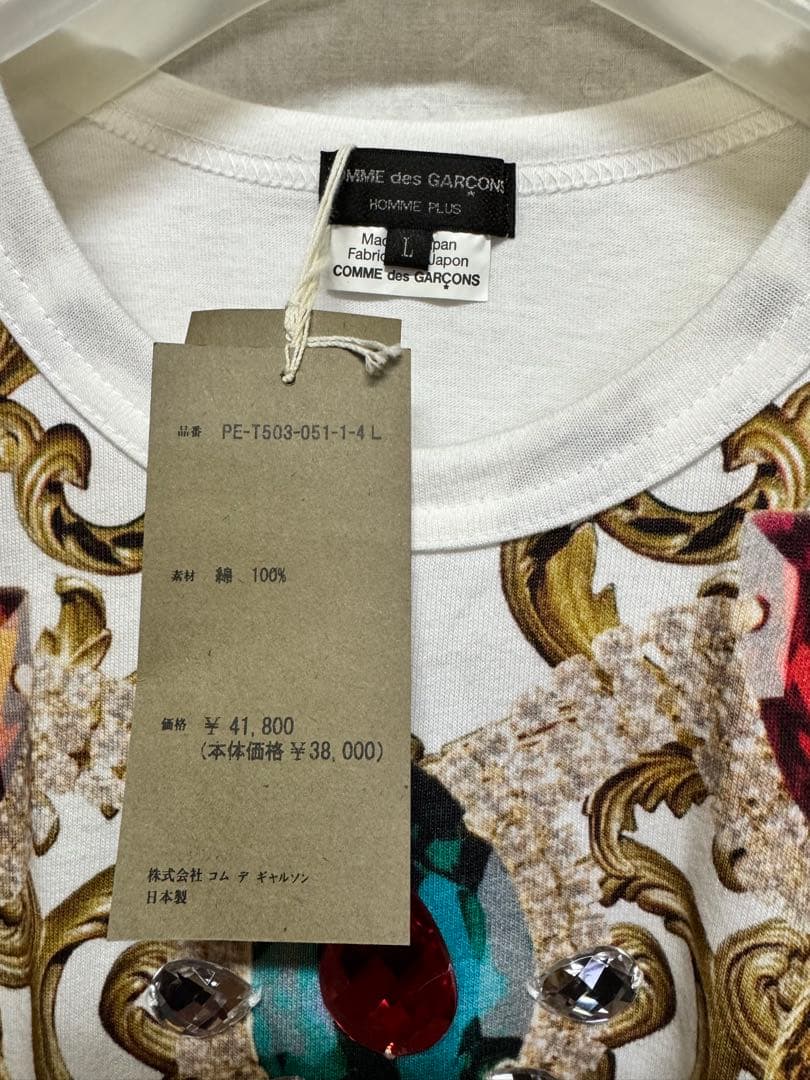 OMME des GARÇONS
HOMME PLUS
L
Mad pan
Fabric Japon
COMME des GARÇONS
品番 PE-T503-051-1-4 L
素材 綿 100%
価格 ¥ 41,800
(本体価格 ¥38,000)
株式会社 コム デ ギャルソン
日本製